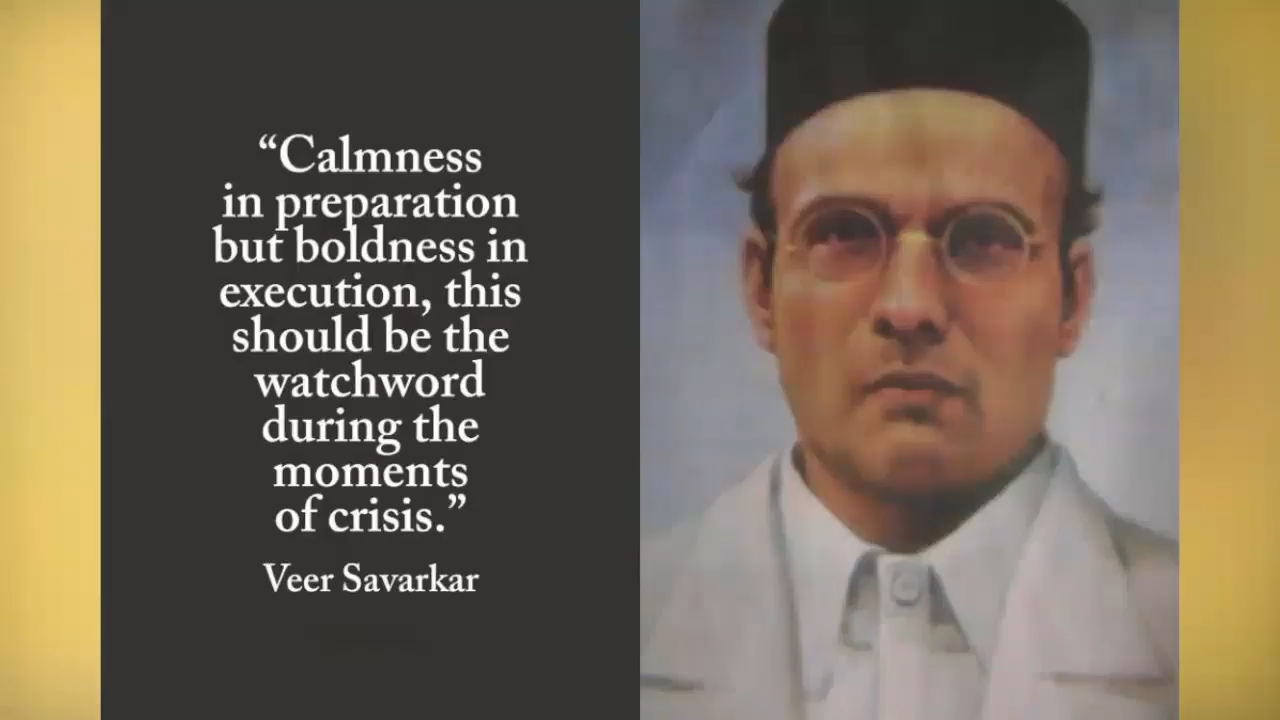 “Calmness
in preparation
but boldness in
execution, this
should be the
watchword
during the
moments
of crisis.”
Veer Savarkar